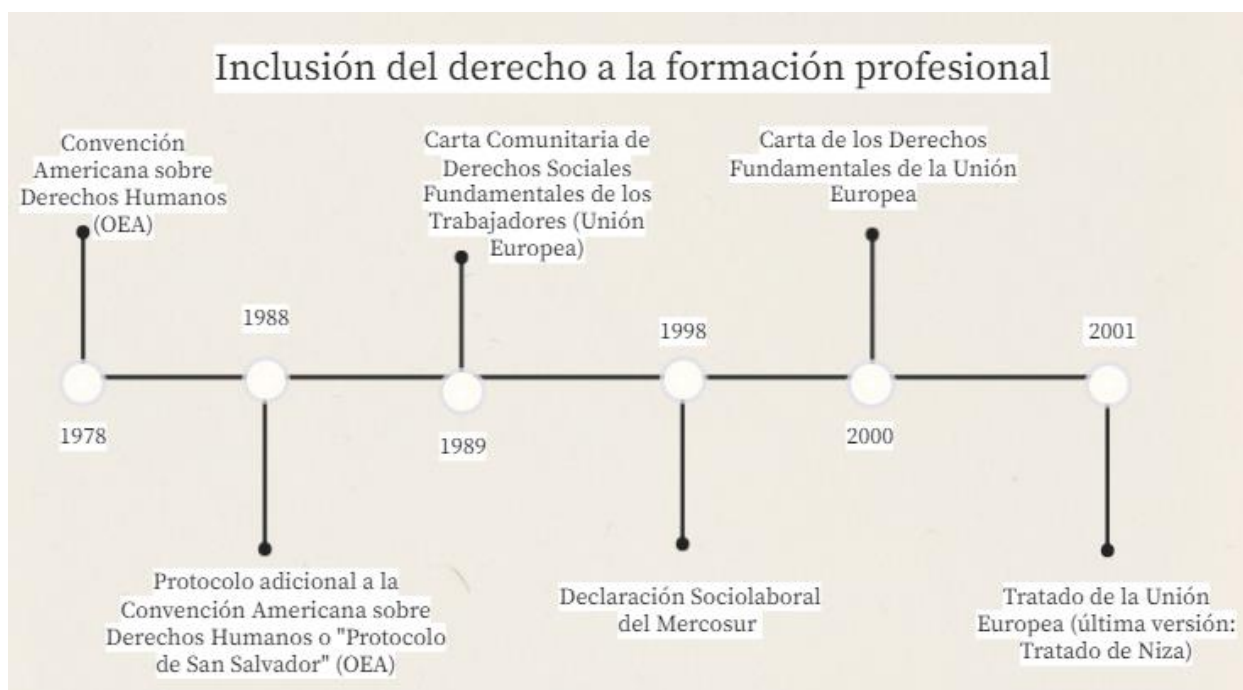 Inclusión del derecho a la formación profesional
Convención
Americana sobre
Derechos Humanos
(OEA)
1978
1988
Protocolo adicional a la
Convención Americana sobre
Derechos Humanos o "Protocolo
de San Salvador" (OEA)
Carta Comunitaria de
Derechos Sociales
Fundamentales de los
Trabajadores (Unión
Europea)
1989
1998
Declaración Sociolaboral
del Mercosur
Carta de los Derechos
Fundamentales de la Unión
Europea
2000
2001
Tratado de la Unión
Europea (última versión:
Tratado de Niza)